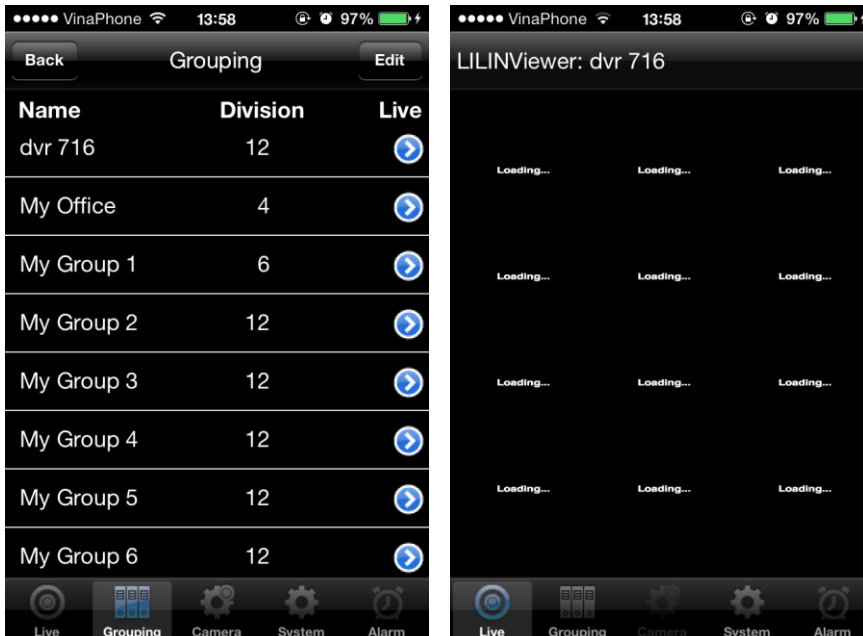 VinaPhone 13:58 97%
Back Grouping Edit
Name Division Live
dvr 716 12
My Office 4
My Group 1 6
My Group 2 12
My Group 3 12
My Group 4 12
My Group 5 12
My Group 6 12
Live Grouping Camera System Alarm
VinaPhone 13:58 97%
LILINViewer: dvr 716
Loading... Loading... Loading...
Loading... Loading... Loading...
Loading... Loading... Loading...
Loading... Loading... Loading...
Live Grouping Camera System Alarm